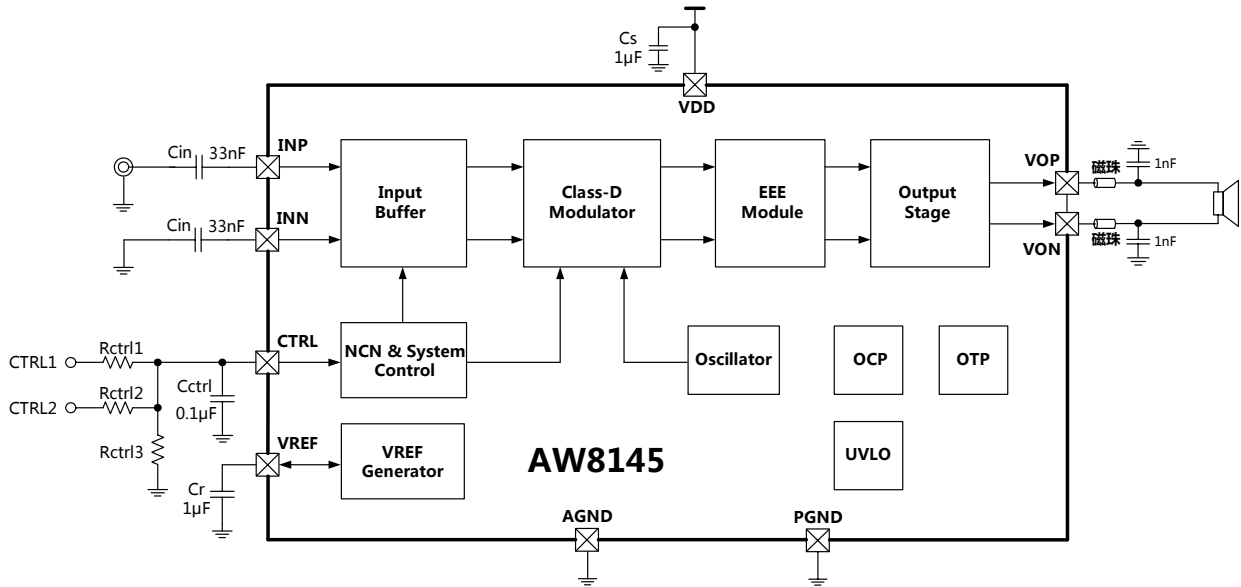 Cs
1μF
VDD
Cin 33nF
INP
Input
Buffer
Class-D
Modulator
EEE
Module
Output
Stage
VOP
磁珠
1nF
Cin 33nF
INN
VON
磁珠
1nF
CTRL1
Rctrl1
CTRL
NCN & System
Control
Oscillator
OCP
OTP
CTRL2
Rctrl2
Cctrl
0.1μF
Rctrl3
VREF
VREF
Generator
AW8145
UVLO
Cr
1μF
AGND
PGND